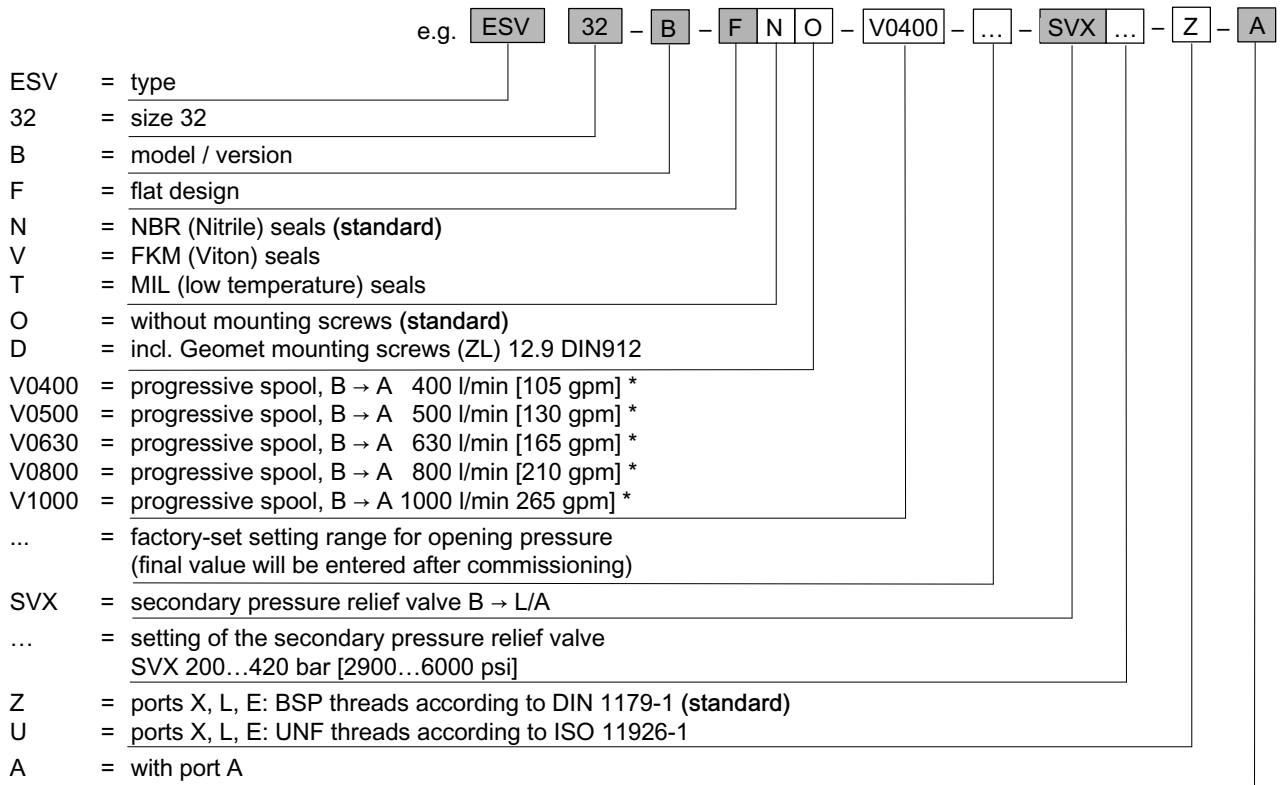 e.g. ESV 32 – B – F N O – V0400 – … – SVX … – Z – A
ESV = type
32 = size 32
B = model / version
F = flat design
N = NBR (Nitrile) seals (standard)
V = FKM (Viton) seals
T = MIL (low temperature) seals
O = without mounting screws (standard)
D = incl. Geomet mounting screws (ZL) 12.9 DIN912
V0400 = progressive spool, B → A 400 l/min [105 gpm] *
V0500 = progressive spool, B → A 500 l/min [130 gpm] *
V0630 = progressive spool, B → A 630 l/min [165 gpm] *
V0800 = progressive spool, B → A 800 l/min [210 gpm] *
V1000 = progressive spool, B → A 1000 l/min 265 gpm] *
... = factory-set setting range for opening pressure
(final value will be entered after commissioning)
SVX = secondary pressure relief valve B → L/A
… = setting of the secondary pressure relief valve
SVX 200…420 bar [2900…6000 psi]
Z = ports X, L, E: BSP threads according to DIN 1179-1 (standard)
U = ports X, L, E: UNF threads according to ISO 11926-1
A = with port A